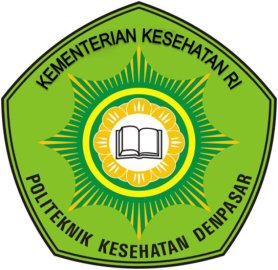 KEMENTERIAN KESEHATAN RI
POLITEKNIK KESEHATAN DENPASAR